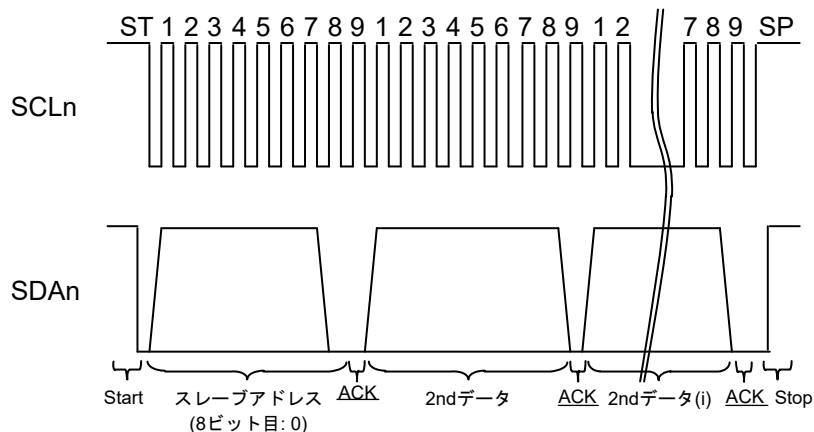 ST 1 2 3 4 5 6 7 8 9 1 2 3 4 5 6 7 8 9 1 2 7 8 9 SP
SCLn
SDAn
Start スレーブアドレス ACK 2ndデータ ACK 2ndデータ(i) ACK Stop
(8ビット目: 0)